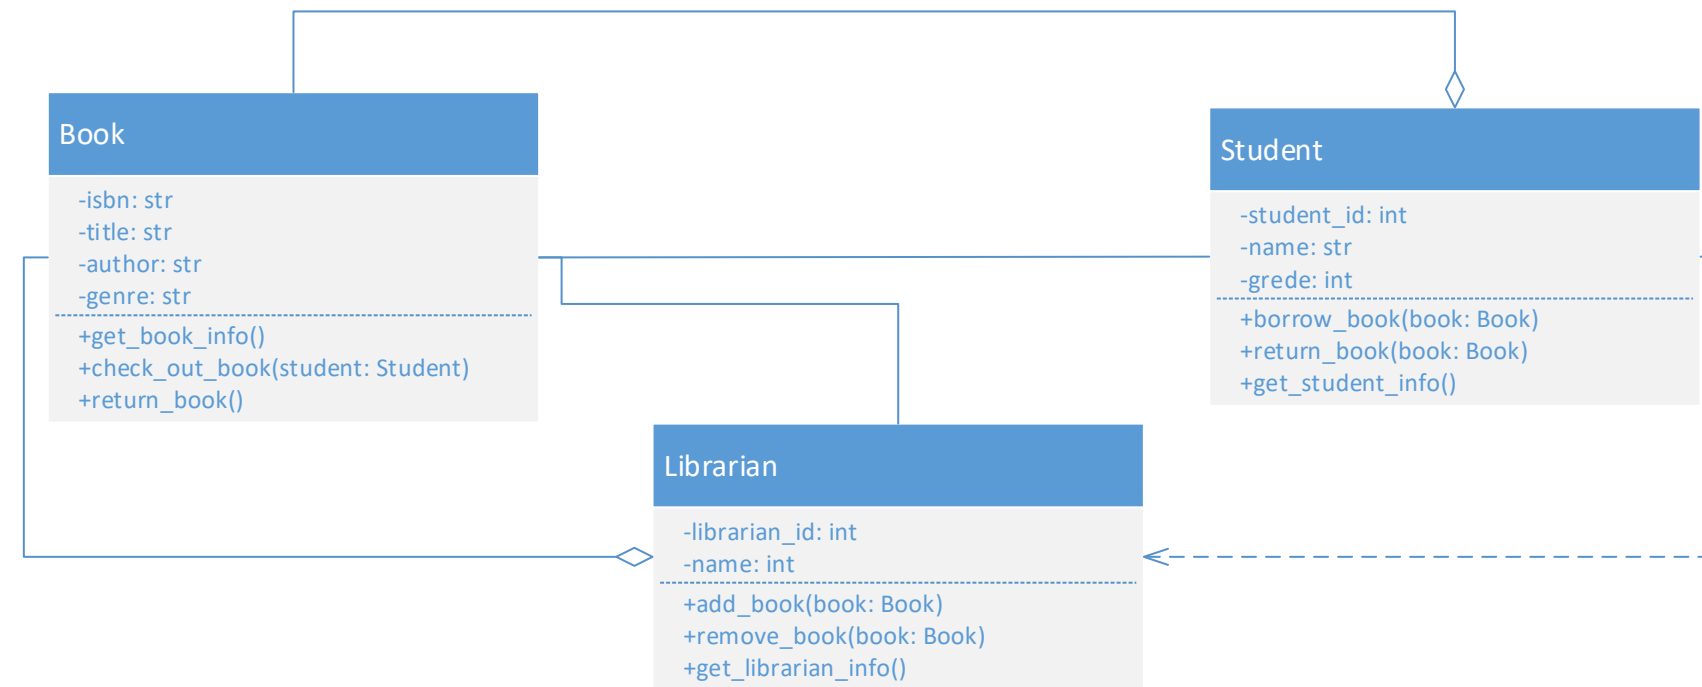 Book
-isbn: str
-title: str
-author: str
-genre: str
+get_book_info()
+check_out_book(student: Student)
+return_book()
Student
-student_id: int
-name: str
-grede: int
+borrow_book(book: Book)
+return_book(book: Book)
+get_student_info()
Librarian
-librarian_id: int
-name: int
+add_book(book: Book)
+remove_book(book: Book)
+get_librarian_info()